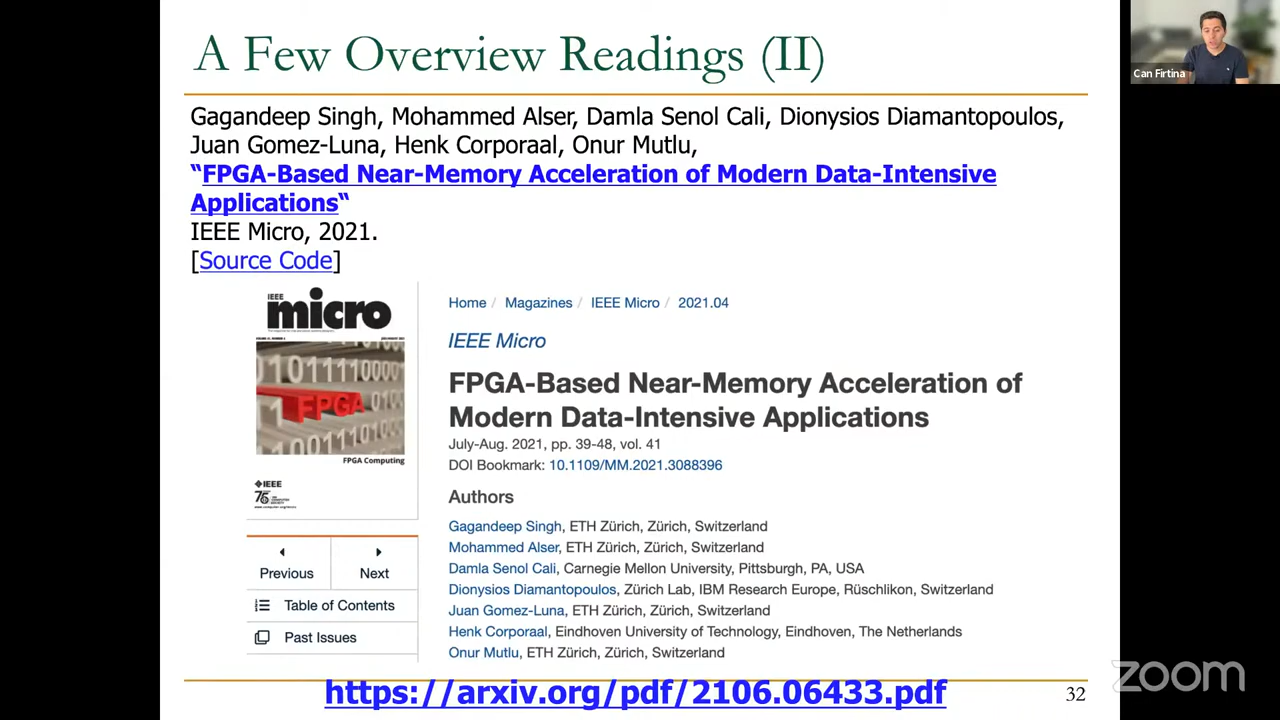 A Few Overview Readings (II)
Can Firtina
Gagandeep Singh, Mohammed Alser, Damla Senol Cali, Dionysios Diamantopoulos,
Juan Gomez-Luna, Henk Corporaal, Onur Mutlu,
“FPGA-Based Near-Memory Acceleration of Modern Data-Intensive
Applications“
IEEE Micro, 2021.
[Source Code]
IEEE
micro
FPGA
FPGA Computing
IEEE
75
Previous
Next
Table of Contents
Past Issues
Home / Magazines / IEEE Micro / 2021.04
IEEE Micro
FPGA-Based Near-Memory Acceleration of
Modern Data-Intensive Applications
July-Aug. 2021, pp. 39-48, vol. 41
DOI Bookmark: 10.1109/MM.2021.3088396
Authors
Gagandeep Singh, ETH Zürich, Zürich, Switzerland
Mohammed Alser, ETH Zürich, Zürich, Switzerland
Damla Senol Cali, Carnegie Mellon University, Pittsburgh, PA, USA
Dionysios Diamantopoulos, Zürich Lab, IBM Research Europe, Rüschlikon, Switzerland
Juan Gomez-Luna, ETH Zürich, Zürich, Switzerland
Henk Corporaal, Eindhoven University of Technology, Eindhoven, The Netherlands
Onur Mutlu, ETH Zürich, Zürich, Switzerland
https://arxiv.org/pdf/2106.06433.pdf
32
zoom